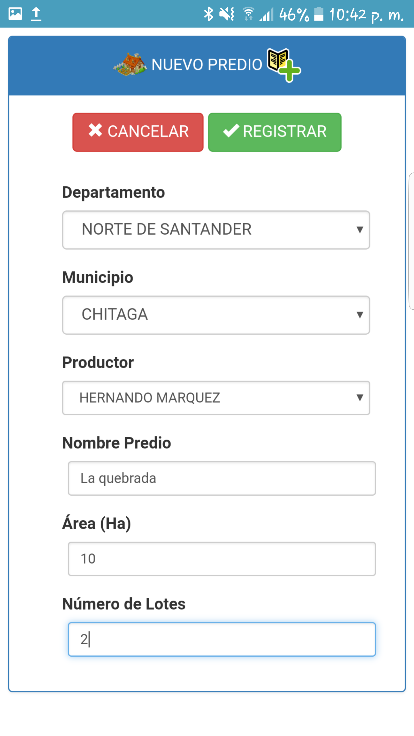 46% 10:42 p. m.
NUEVO PREDIO
CANCELAR REGISTRAR
Departamento
NORTE DE SANTANDER
Municipio
CHITAGA
Productor
HERNANDO MARQUEZ
Nombre Predio
La quebrada
Área (Ha)
10
Número de Lotes
2